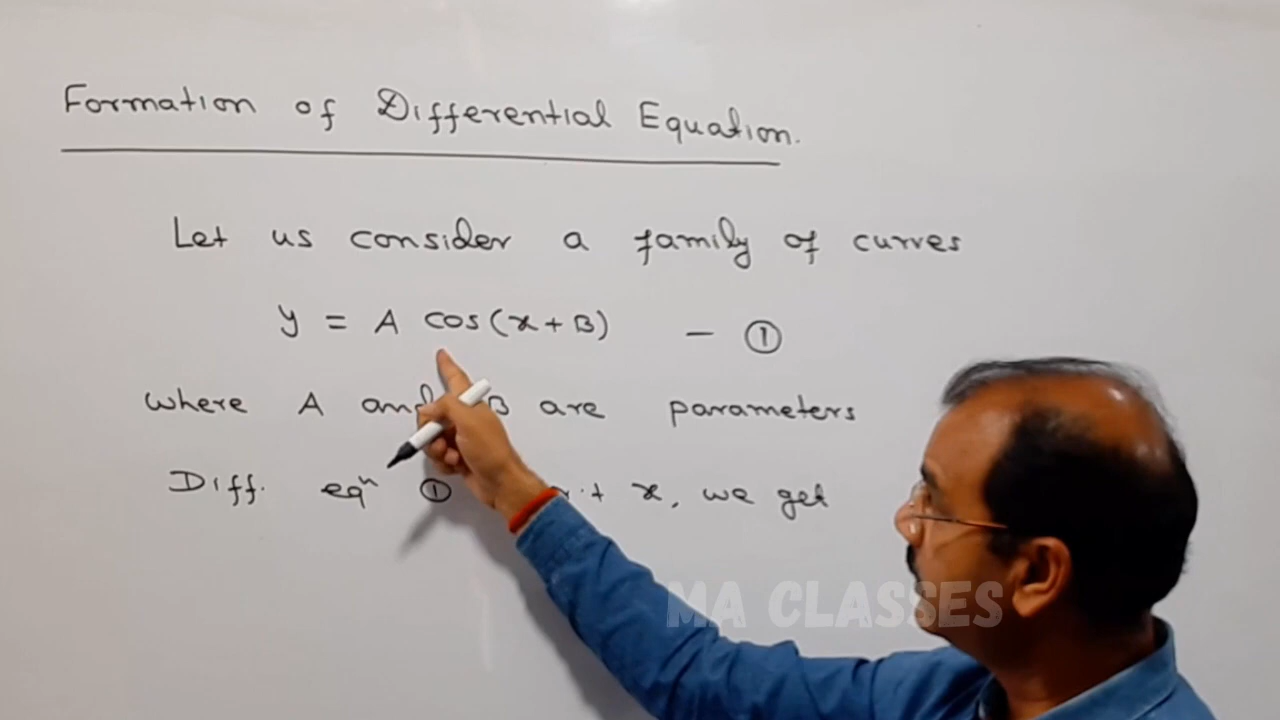 Formation of Differential Equation.
Let us consider a family of curves
y = A cos(x+B) — ①
where A and B are parameters
Diff. eqⁿ ① w.r.t x, we get
MA CLASSES